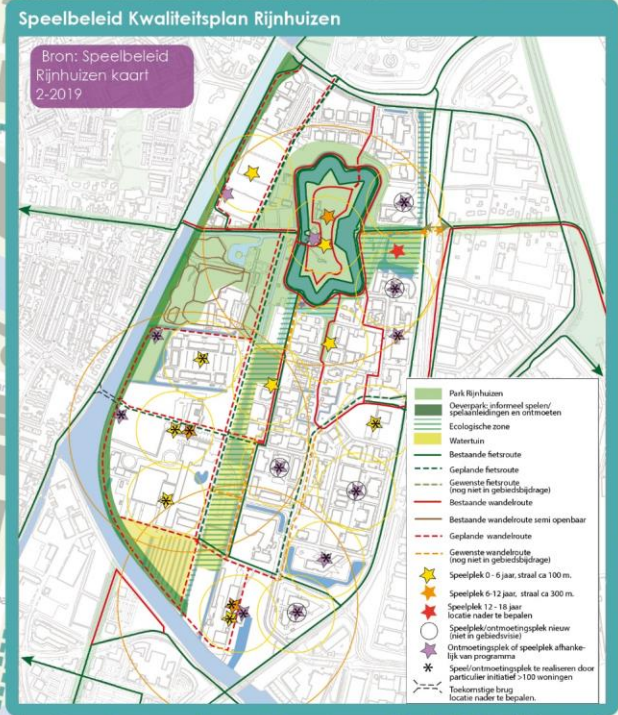 Speelbeleid Kwaliteitsplan Rijnhuizen
Bron: Speelbeleid
Rijnhuizen kaart
2-2019
Park Rijnhuizen
Oeverpark: informeel spelen/
spelaanleidingen en ontmoeten
Ecologische zone
Watertuin
Bestaande fietsroute
Geplande fietsroute
Gewenste fietsroute
(nog niet in gebiedsbijdrage)
Bestaande wandelroute
Bestaande wandelroute semi openbaar
Geplande wandelroute
Gewenste wandelroute
(nog niet in gebiedsbijdrage)
Speelplek 0 - 6 jaar, straal ca 100 m.
Speelplek 6-12 jaar, straal ca 300 m.
Speelplek 12 - 18 jaar
locatie nader te bepalen
Speelplek/ontmoetingsplek nieuw
(niet in gebiedsvisie)
Ontmoetingsplek of speelplek afhanke-
lijk van programma
Speel/ontmoetingsplek te realiseren door
particulier initiatief >100 woningen
Toekomstige brug
locatie nader te bepalen.